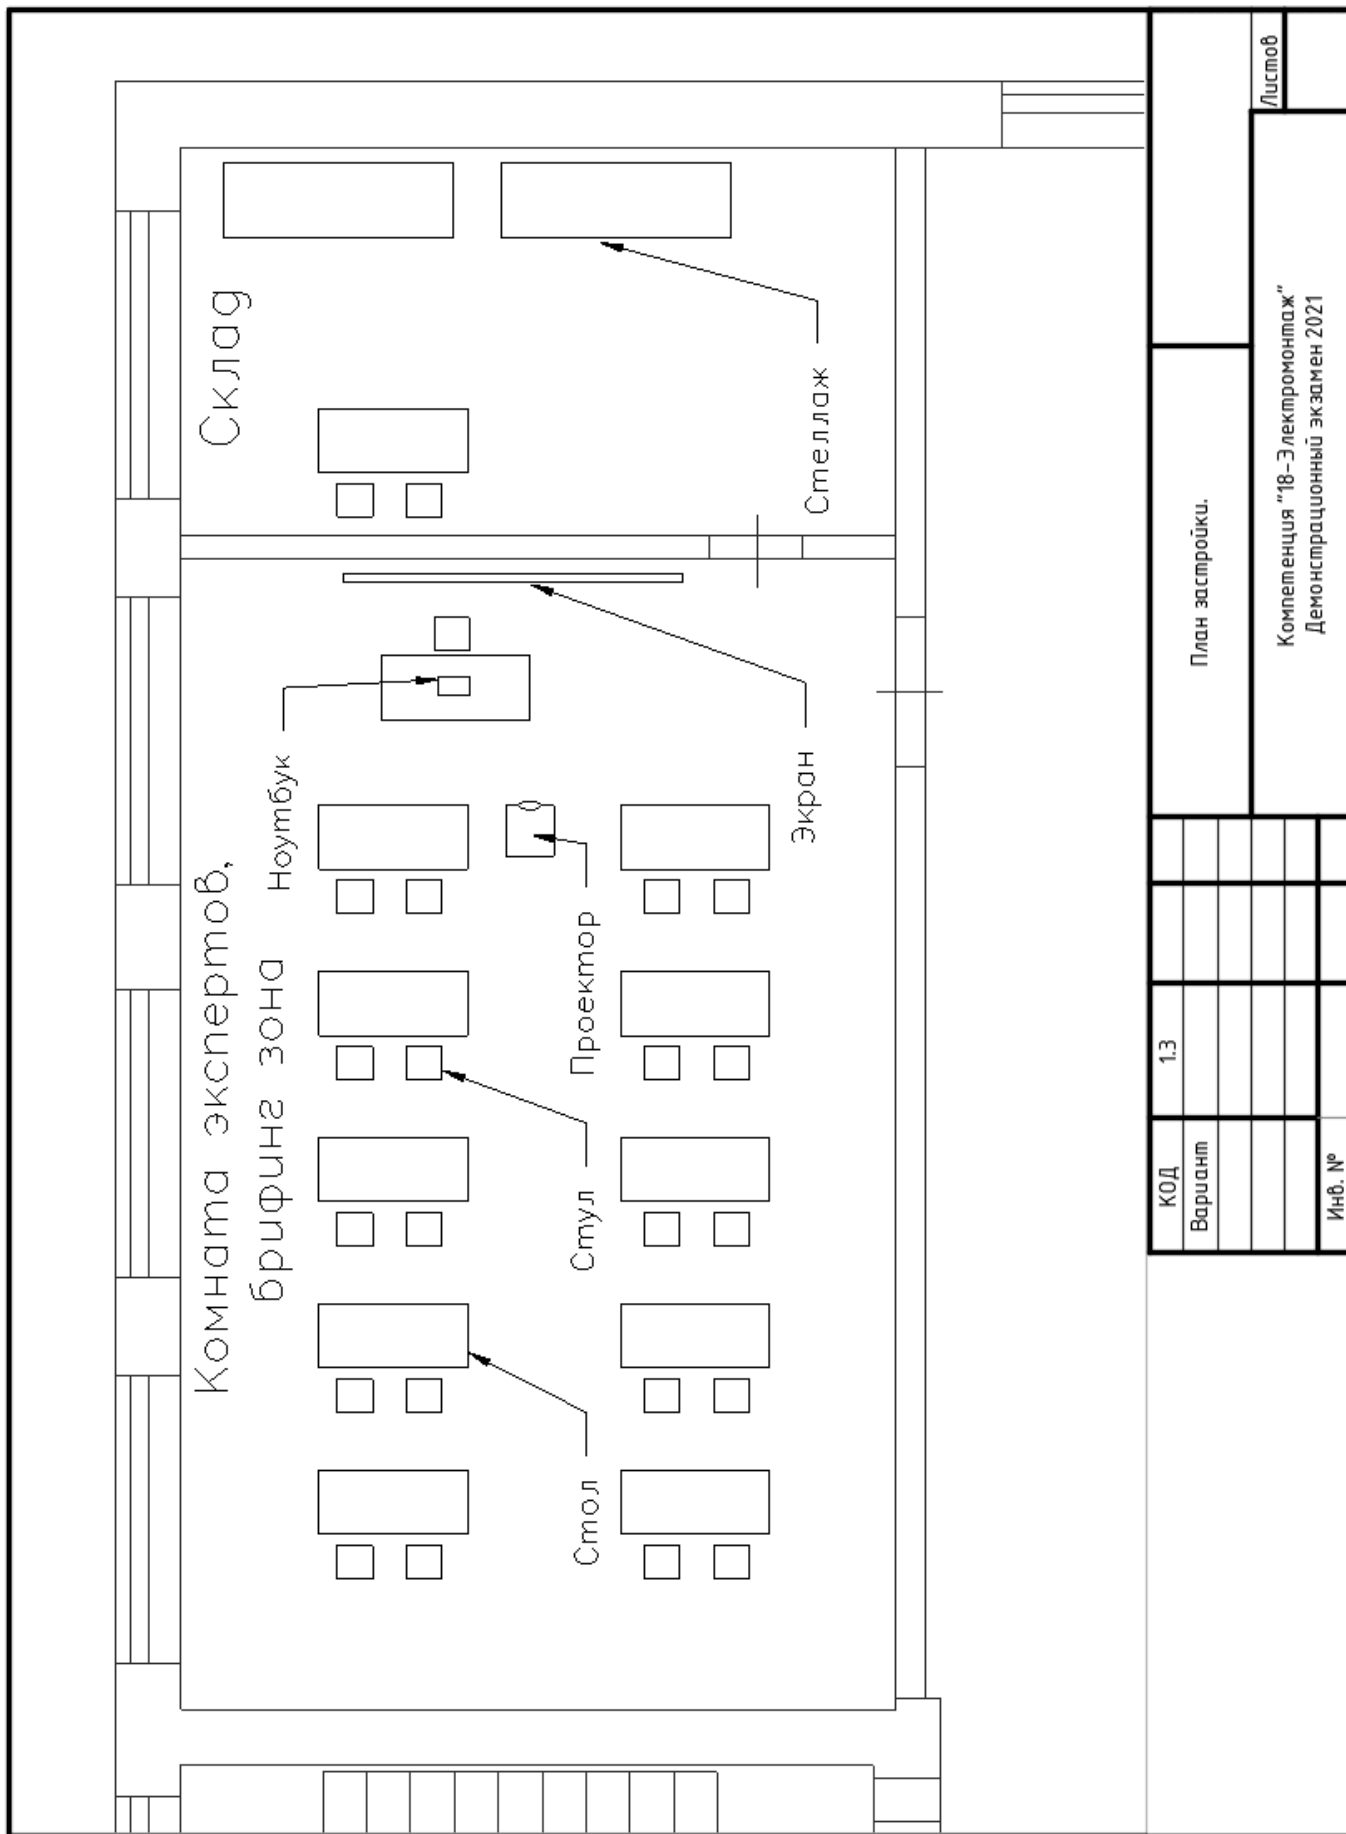 Комната экспертов,
брифинг зона
Склад
Ноутбук
Стеллаж
Экран
Проектор
Стул
Стол
КОД 1.3
Вариант
Инв. №
План застройки.
Листов
Компетенция "18-Электромонтаж"
Демонстрационный экзамен 2021